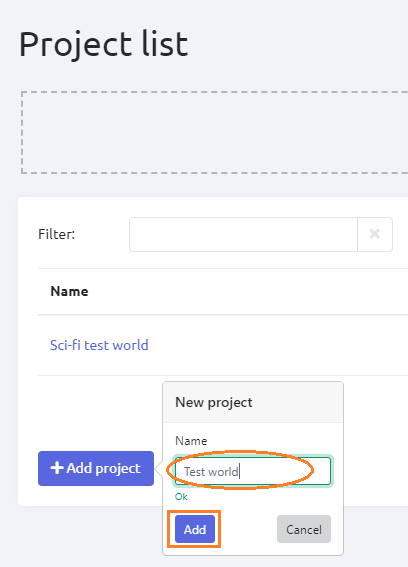 Project list
Filter:
Name
Sci-fi test world
New project
Name
Add project
Test world
Ok
Add
Cancel